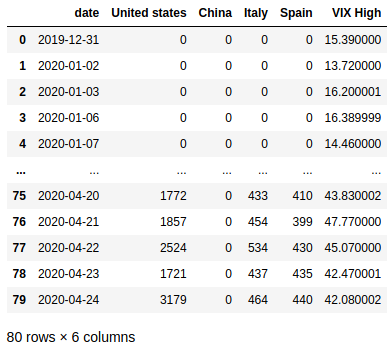 date United states China Italy Spain VIX High
0 2019-12-31 0 0 0 0 15.390000
1 2020-01-02 0 0 0 0 13.720000
2 2020-01-03 0 0 0 0 16.200001
3 2020-01-06 0 0 0 0 16.389999
4 2020-01-07 0 0 0 0 14.460000
... ... ... ... ... ... ...
75 2020-04-20 1772 0 433 410 43.830002
76 2020-04-21 1857 0 454 399 47.770000
77 2020-04-22 2524 0 534 430 45.070000
78 2020-04-23 1721 0 437 435 42.470001
79 2020-04-24 3179 0 464 440 42.080002
80 rows × 6 columns